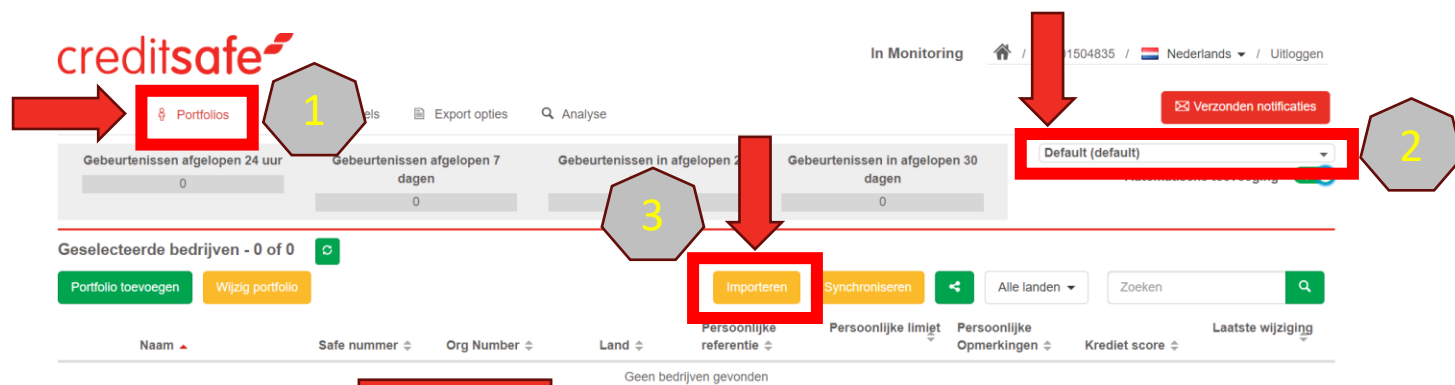 creditsafe
In Monitoring / 01504835 / Nederlands / Uitloggen
Portfolios 1 Export opties Analyse Verzonden notificaties
Default (default) 2
Gebeurtenissen afgelopen 24 uur
0
Gebeurtenissen afgelopen 7
dagen
0
Gebeurtenissen in afgelopen
Gebeurtenissen in afgelopen 30
dagen
0
3
Geselecteerde bedrijven - 0 of 0
Portfolio toevoegen Wijzig portfolio Importeren Synchroniseren Alle landen Zoeken
Naam Safe nummer Org Number Land Persoonlijke referentie Persoonlijke limiet Persoonlijke Opmerkingen Krediet score Laatste wijziging
Geen bedrijven gevonden